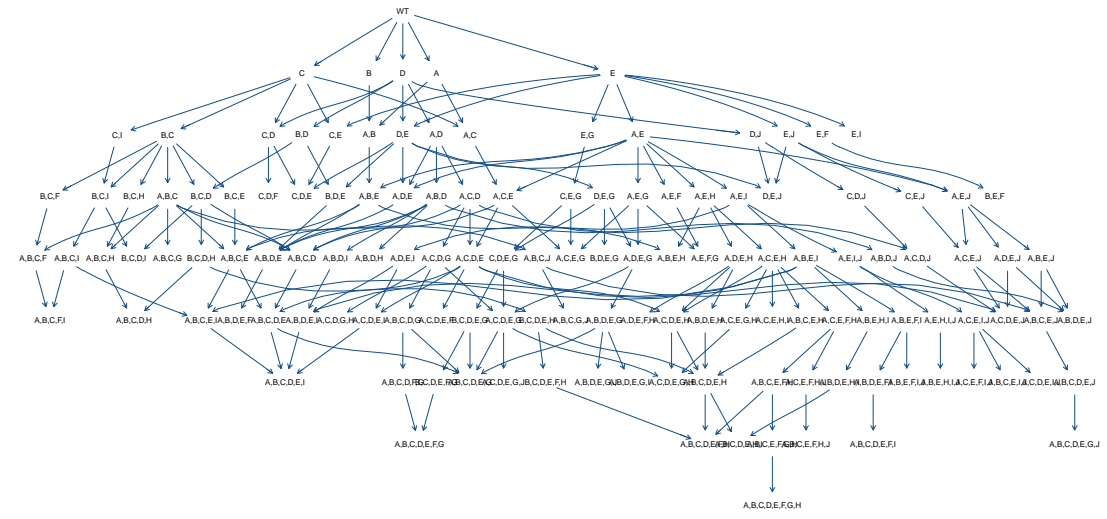 WT
C B D A E
C,I B,C C,D B,D C,E A,B D,E A,D A,C E,G A,E D,J E,J E,F E,I
B,C,F B,C,I B,C,H A,B,C B,C,D B,C,E C,D,F C,D,E B,D,E A,B,E A,D,E A,B,D A,C,D A,C,E C,E,G D,E,G A,E,G A,E,F A,E,H A,E,I D,E,J C,D,J C,E,J A,E,J B,E,F
A,B,C,F A,B,C,I A,B,C,H B,C,D,I A,B,C,G B,C,D,H A,B,C,E A,B,D,E A,B,C,D A,B,D,I A,B,D,H A,D,E,I A,C,D,G A,C,D,E C,D,E,G A,B,C,J A,C,E,G B,D,E,G A,D,E,G A,B,E,H A,E,F,G A,D,E,H A,C,E,H A,B,E,I A,E,I,J A,B,D,J A,C,D,J A,C,E,J A,D,E,J A,B,E,J
A,B,C,F,I A,B,C,D,H A,B,C,E,I A,B,D,E,F A,B,C,D,E A,B,D,E,I A,C,D,G,H A,C,D,E,I A,B,C,D,G A,C,D,E,F B,C,D,E,G A,C,D,E,G B,C,D,E,H A,B,C,G,J A,B,D,E,G A,D,E,F,H A,C,D,E,H A,B,D,E,H A,C,E,G,H A,C,E,H,I A,B,C,E,H A,C,E,F,H A,B,E,H,I A,B,E,F,I A,E,H,I,J A,C,E,I,J A,C,D,E,J A,B,C,E,J A,B,D,E,J
A,B,C,D,E,I A,B,C,D,E,H A,B,C,D,E,J
A,B,C,D,E,F,G A,B,C,E,F,H,J A,B,C,D,E,F,I A,B,C,D,E,G,J
A,B,C,D,E,F,G,H